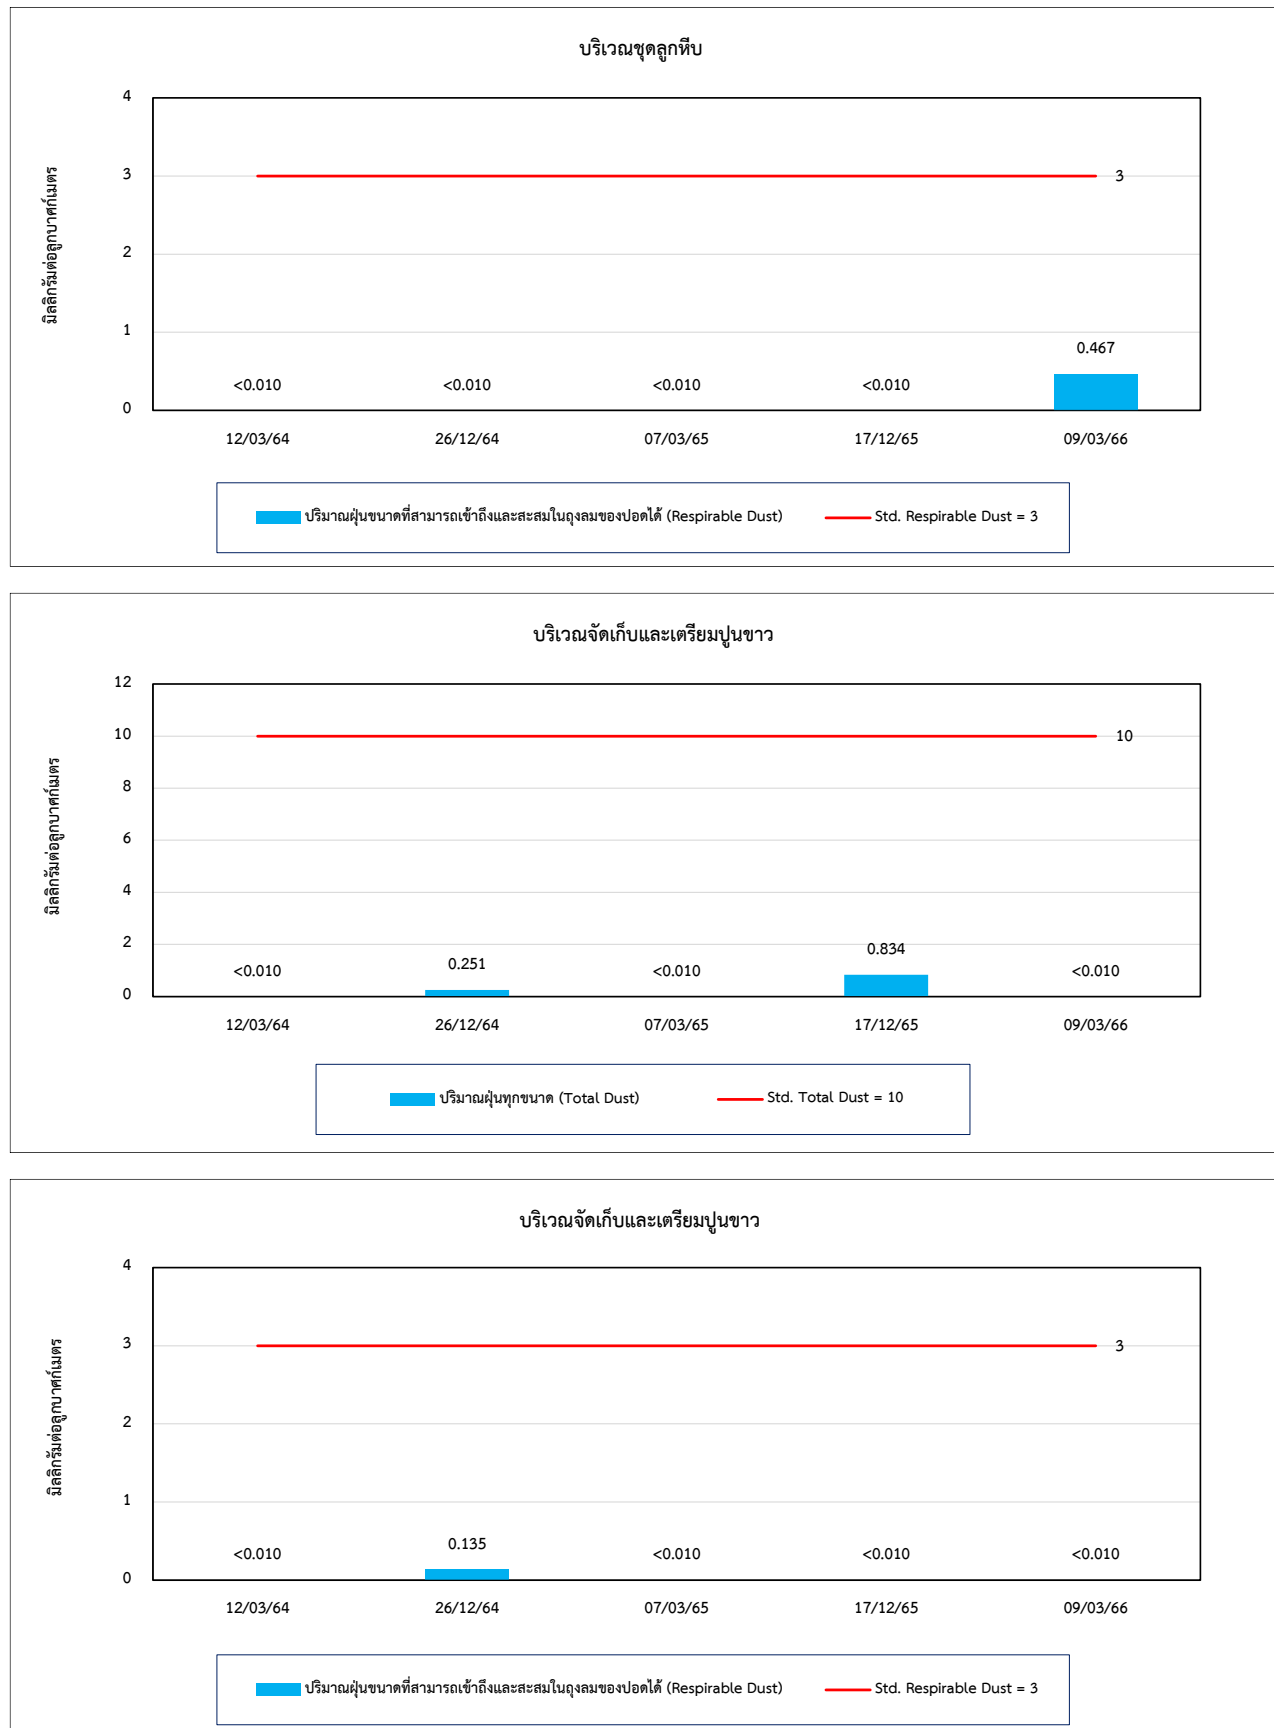 บริเวณชุดลูกหีบ
มิลลิกรัมต่อลูกบาศก์เมตร
4
3
2
1
0
3
<0.010 <0.010 <0.010 <0.010 0.467
12/03/64 26/12/64 07/03/65 17/12/65 09/03/66
ปริมาณฝุ่นขนาดที่สามารถเข้าถึงและสะสมในถุงลมของปอดได้ (Respirable Dust) Std. Respirable Dust = 3
บริเวณจัดเก็บและเตรียมปูนขาว
มิลลิกรัมต่อลูกบาศก์เมตร
12
10
8
6
4
2
0
10
<0.010 0.251 <0.010 0.834 <0.010
12/03/64 26/12/64 07/03/65 17/12/65 09/03/66
ปริมาณฝุ่นทุกขนาด (Total Dust) Std. Total Dust = 10
บริเวณจัดเก็บและเตรียมปูนขาว
มิลลิกรัมต่อลูกบาศก์เมตร
4
3
2
1
0
3
<0.010 0.135 <0.010 <0.010 <0.010
12/03/64 26/12/64 07/03/65 17/12/65 09/03/66
ปริมาณฝุ่นขนาดที่สามารถเข้าถึงและสะสมในถุงลมของปอดได้ (Respirable Dust) Std. Respirable Dust = 3